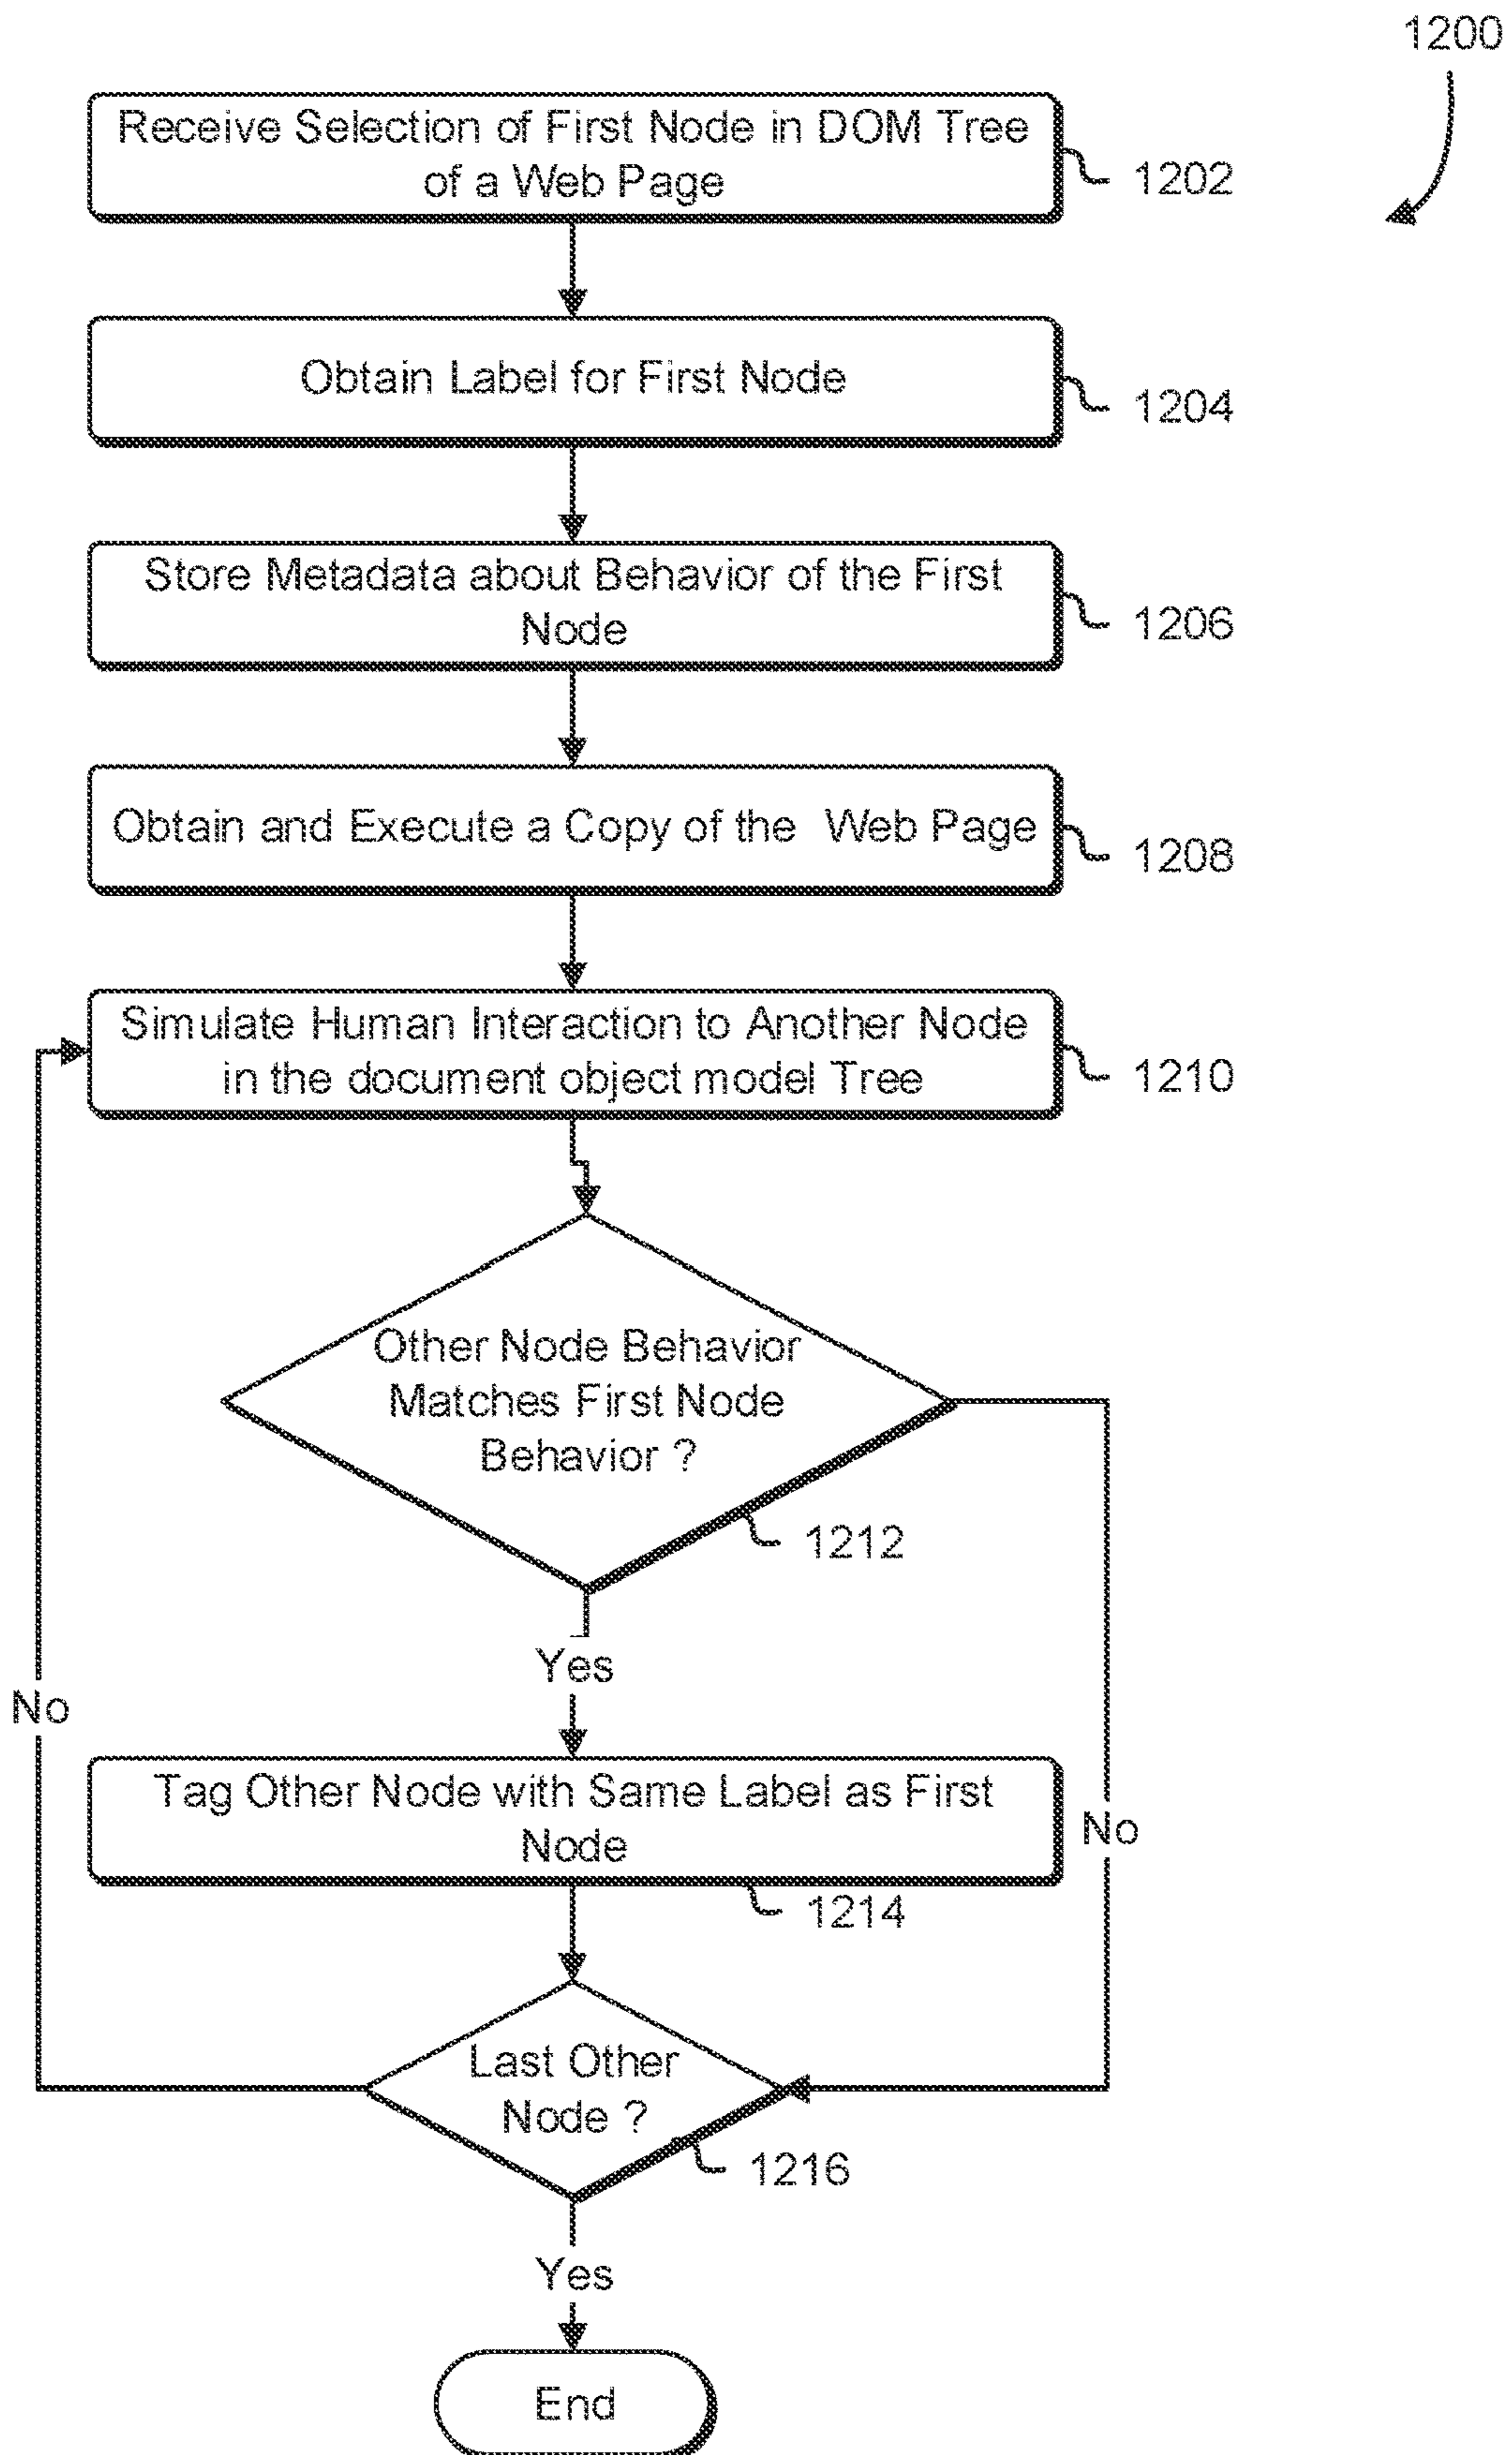 1200
Receive Selection of First Node in DOM Tree
of a Web Page
1202
Obtain Label for First Node
1204
Store Metadata about Behavior of the First
Node
1206
Obtain and Execute a Copy of the Web Page
1208
Simulate Human Interaction to Another Node
in the document object model Tree
1210
Other Node Behavior
Matches First Node
Behavior ?
1212
Yes
No
Tag Other Node with Same Label as First
Node
No
1214
Last Other
Node ?
1216
Yes
End